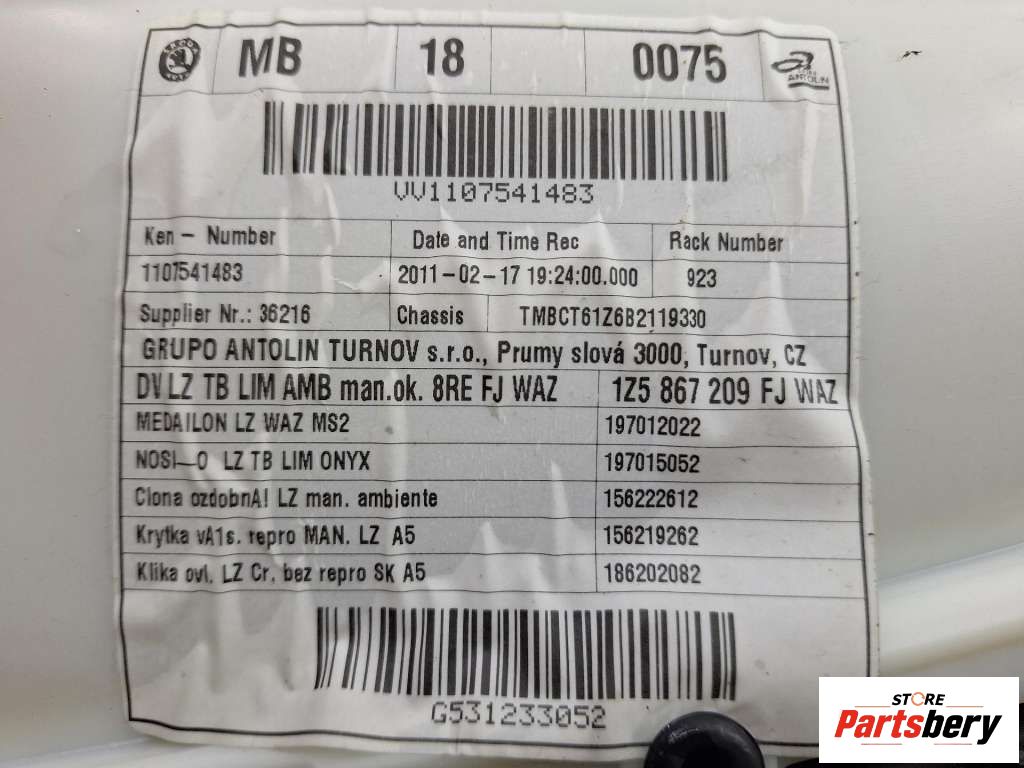 MB 18 0075 ANTOLIN
VV1107541483
Ken - Number Date and Time Rec Rack Number
1107541483 2011-02-17 19:24:00.000 923
Supplier Nr.: 36216 Chassis TMBCT61Z6B2119330
GRUPO ANTOLIN TURNOV s.r.o., Prumy slová 3000, Turnov, CZ
DV LZ TB LIM AMB man.ok. 8RE FJ WAZ 1Z5 867 209 FJ WAZ
MEDAILON LZ WAZ MS2 197012022
NOSI-O LZ TB LIM ONYX 197015052
Clona ozdobnA! LZ man. ambiente 156222612
Krytka vA1s. repro MAN. LZ A5 156219262
Klika ovl. LZ Cr. bez repro SK A5 186202082
G531233052
STORE
Partsbery